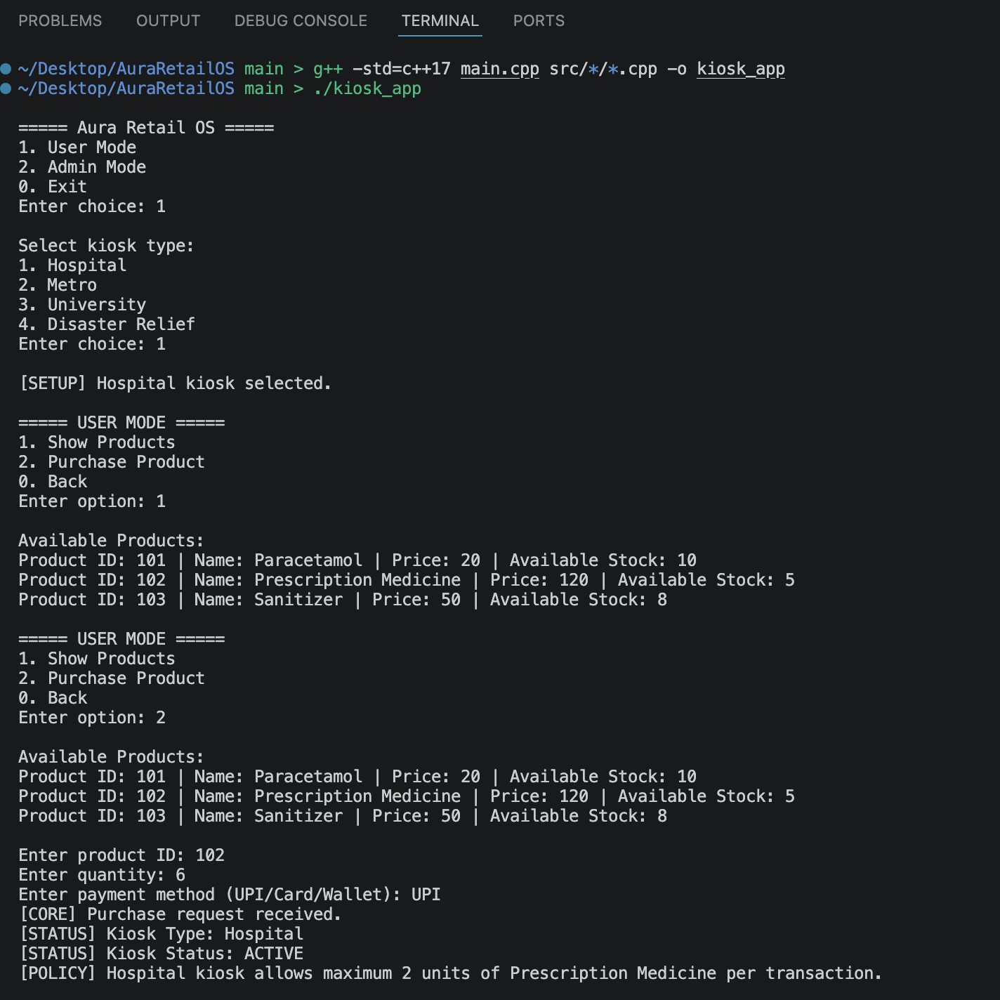 PROBLEMS OUTPUT DEBUG CONSOLE TERMINAL PORTS
~/Desktop/AuraRetailOS main > g++ -std=c++17 main.cpp src/*/*.cpp -o kiosk_app
~/Desktop/AuraRetailOS main > ./kiosk_app
===== Aura Retail OS =====
1. User Mode
2. Admin Mode
0. Exit
Enter choice: 1
Select kiosk type:
1. Hospital
2. Metro
3. University
4. Disaster Relief
Enter choice: 1
[SETUP] Hospital kiosk selected.
===== USER MODE =====
1. Show Products
2. Purchase Product
0. Back
Enter option: 1
Available Products:
Product ID: 101 | Name: Paracetamol | Price: 20 | Available Stock: 10
Product ID: 102 | Name: Prescription Medicine | Price: 120 | Available Stock: 5
Product ID: 103 | Name: Sanitizer | Price: 50 | Available Stock: 8
===== USER MODE =====
1. Show Products
2. Purchase Product
0. Back
Enter option: 2
Available Products:
Product ID: 101 | Name: Paracetamol | Price: 20 | Available Stock: 10
Product ID: 102 | Name: Prescription Medicine | Price: 120 | Available Stock: 5
Product ID: 103 | Name: Sanitizer | Price: 50 | Available Stock: 8
Enter product ID: 102
Enter quantity: 6
Enter payment method (UPI/Card/Wallet): UPI
[CORE] Purchase request received.
[STATUS] Kiosk Type: Hospital
[STATUS] Kiosk Status: ACTIVE
[POLICY] Hospital kiosk allows maximum 2 units of Prescription Medicine per transaction.